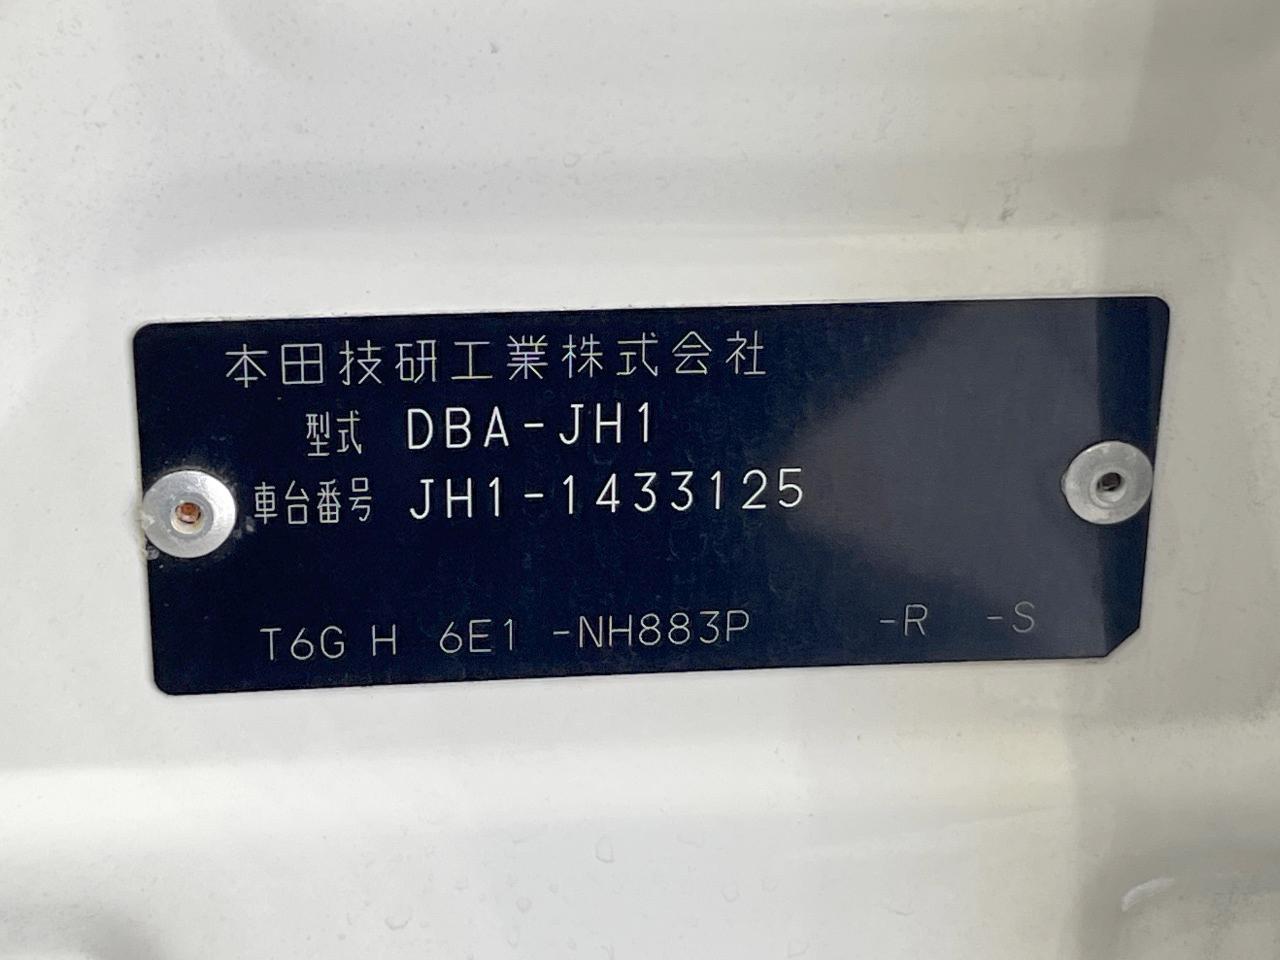 本田技研工業株式会社
型式 DBA-JH1
車台番号 JH1-1433125
T6G H 6E1 -NH883P -R -S